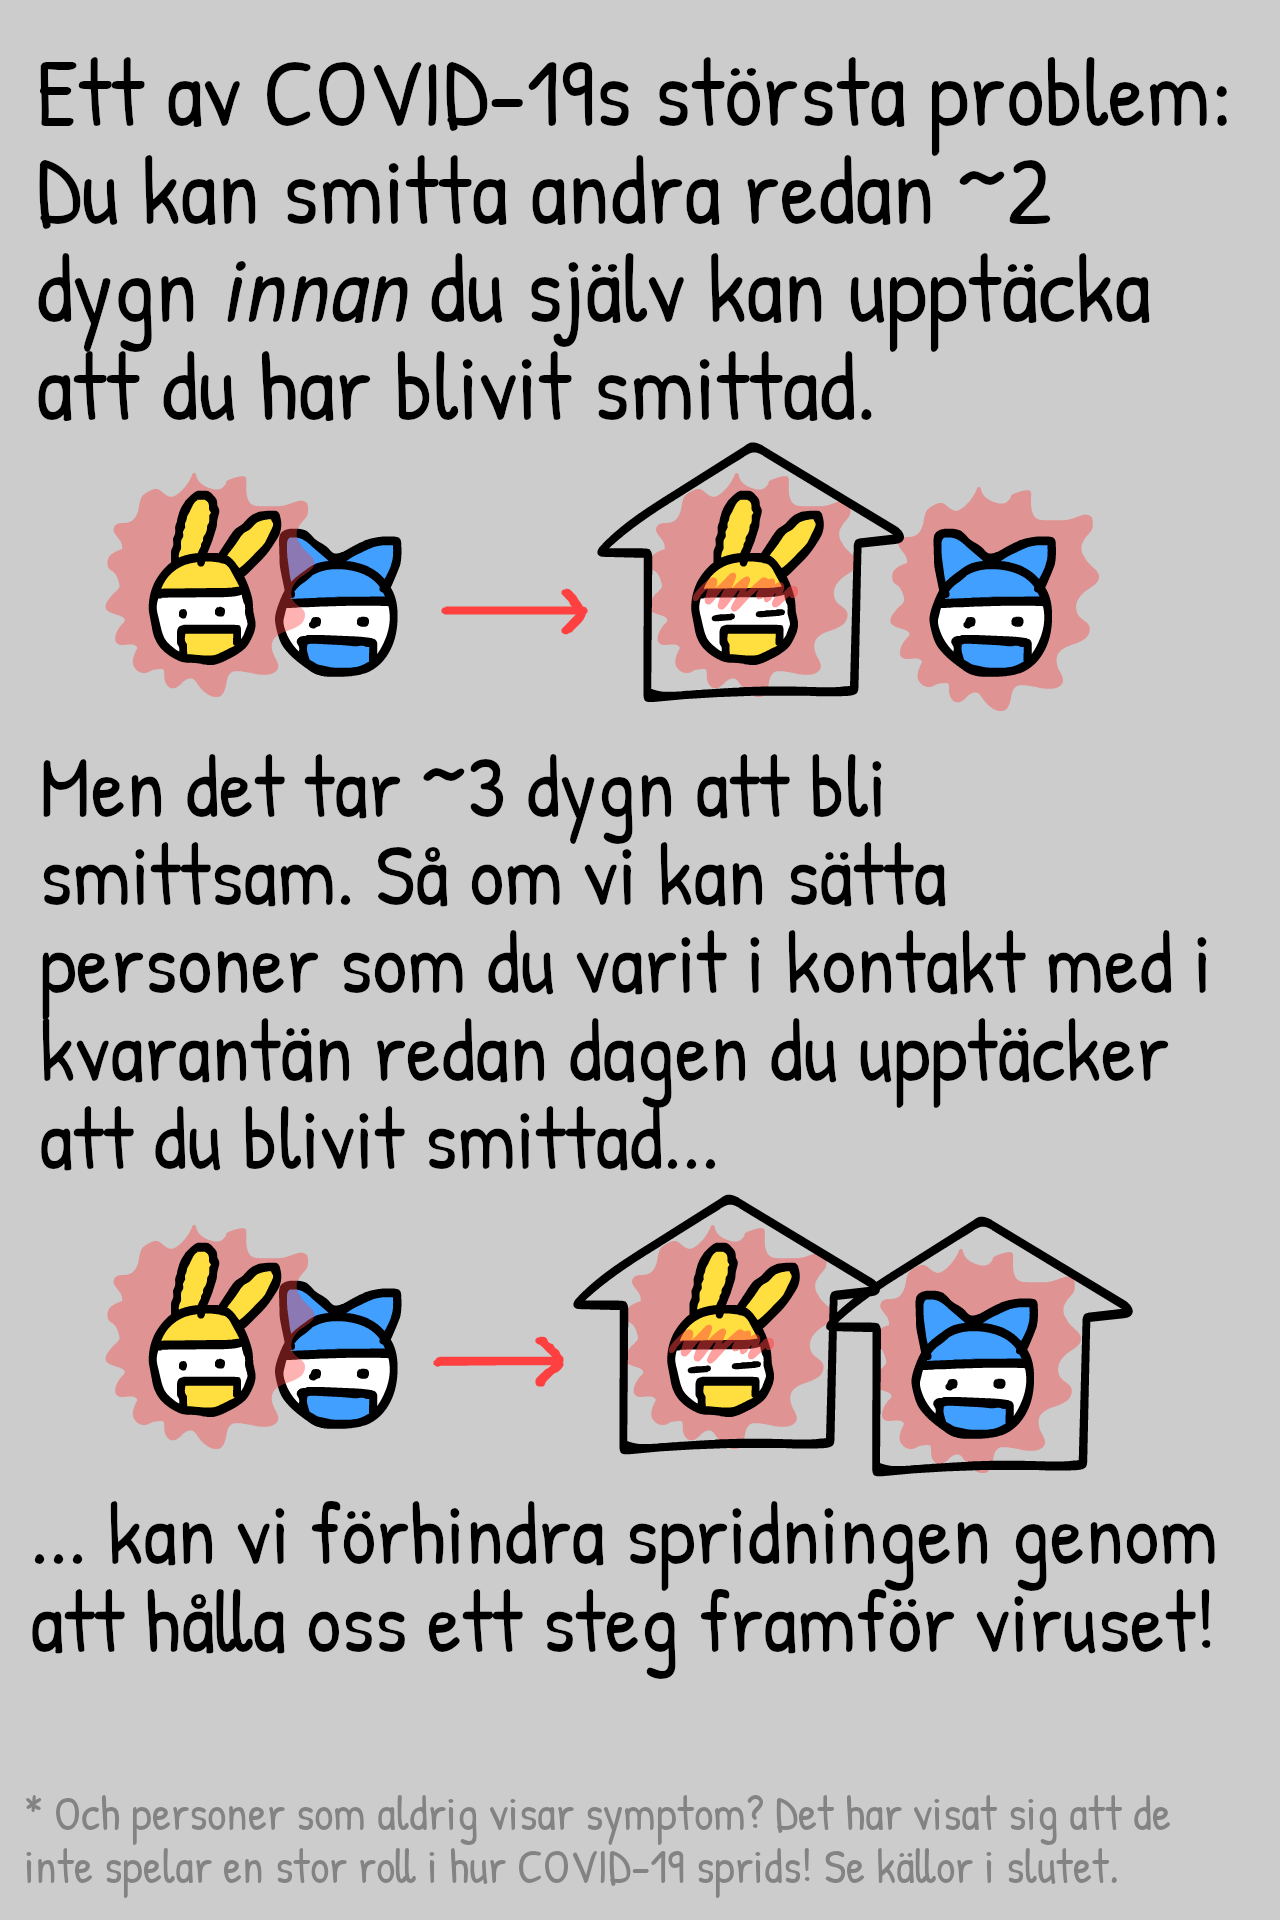 Ett av COVID-19s största problem:
Du kan smitta andra redan ~2
dygn innan du själv kan upptäcka
att du har blivit smittad.
Men det tar ~3 dygn att bli
smittsam. Så om vi kan sätta
personer som du varit i kontakt med i
kvarantän redan dagen du upptäcker
att du blivit smittad...
... kan vi förhindra spridningen genom
att hålla oss ett steg framför viruset!
* Och personer som aldrig visar symptom? Det har visat sig att de
inte spelar en stor roll i hur COVID-19 sprids! Se källor i slutet.